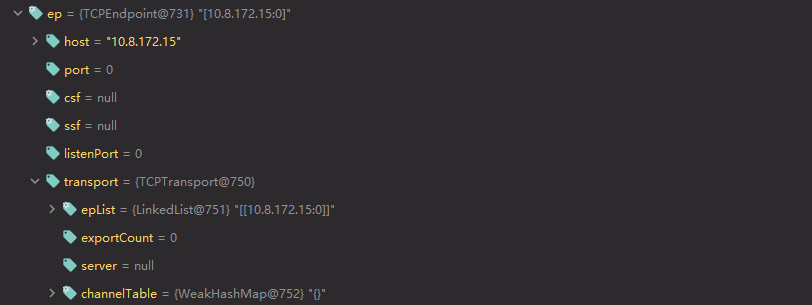 ep = {TCPEndpoint@731} "[10.8.172.15:0]"
host = "10.8.172.15"
port = 0
csf = null
ssf = null
listenPort = 0
transport = {TCPTransport@750}
epList = {LinkedList@751} "[[10.8.172.15:0]]"
exportCount = 0
server = null
channelTable = {WeakHashMap@752} "{}"